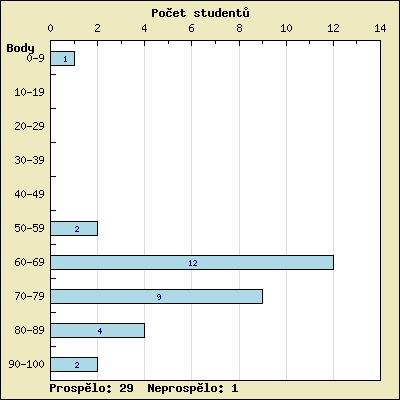 Počet studentů
0 2 4 6 8 10 12 14
Body
0-9 1
10-19
20-29
30-39
40-49
50-59 2
60-69 12
70-79 9
80-89 4
90-100 2
Prospělo: 29 Neprospělo: 1